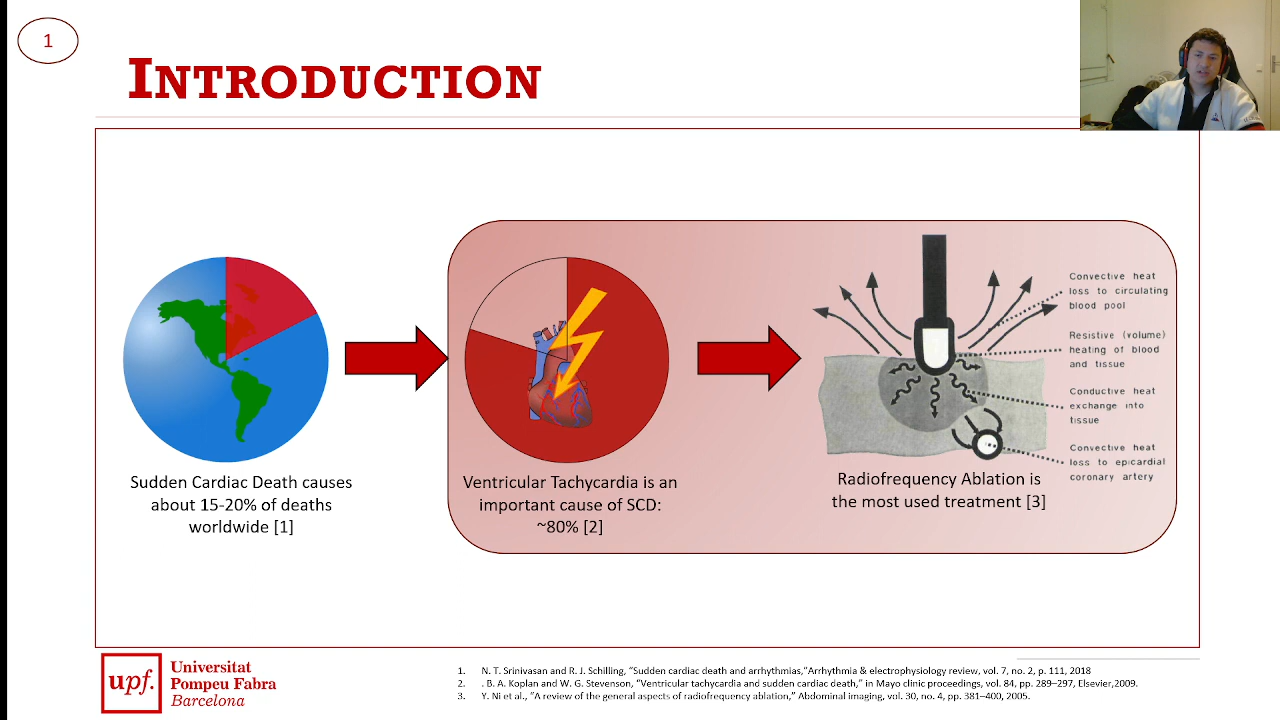 1
INTRODUCTION
Convective heat
loss to circulating
blood pool
Resistive (volume)
heating of blood
and tissue
Conductive heat
exchange into
tissue
Convective heat
loss to epicardial
coronary artery
Sudden Cardiac Death causes
about 15-20% of deaths
worldwide [1]
Ventricular Tachycardia is an
important cause of SCD:
~80% [2]
Radiofrequency Ablation is
the most used treatment [3]
upf.
Universitat
Pompeu Fabra
Barcelona
1. N. T. Srinivasan and R. J. Schilling, “Sudden cardiac death and arrhythmias,”Arrhythmia & electrophysiology review, vol. 7, no. 2, p. 111, 2018
2. . B. A. Koplan and W. G. Stevenson, “Ventricular tachycardia and sudden cardiac death,” in Mayo clinic proceedings, vol. 84, pp. 289–297, Elsevier,2009.
3. Y. Ni et al., “A review of the general aspects of radiofrequency ablation,” Abdominal imaging, vol. 30, no. 4, pp. 381–400, 2005.